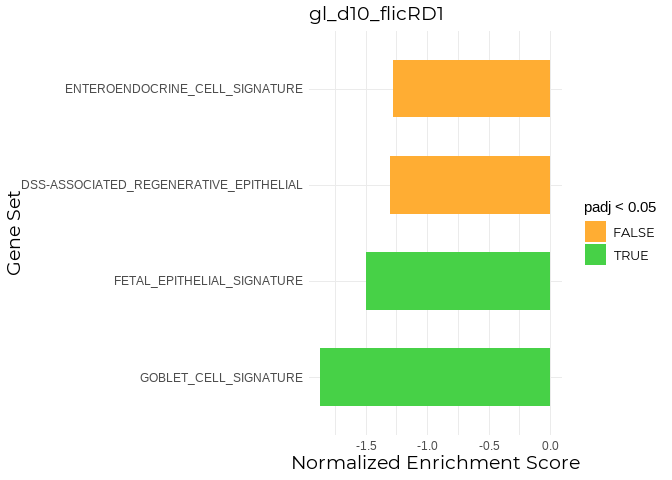 gl_d10_flicRD1
ENTEROENDOCRINE_CELL_SIGNATURE
DSS-ASSOCIATED_REGENERATIVE_EPITHELIAL
FETAL_EPITHELIAL_SIGNATURE
GOBLET_CELL_SIGNATURE
Gene Set
-1.5 -1.0 -0.5 0.0
Normalized Enrichment Score
padj < 0.05
FALSE
TRUE